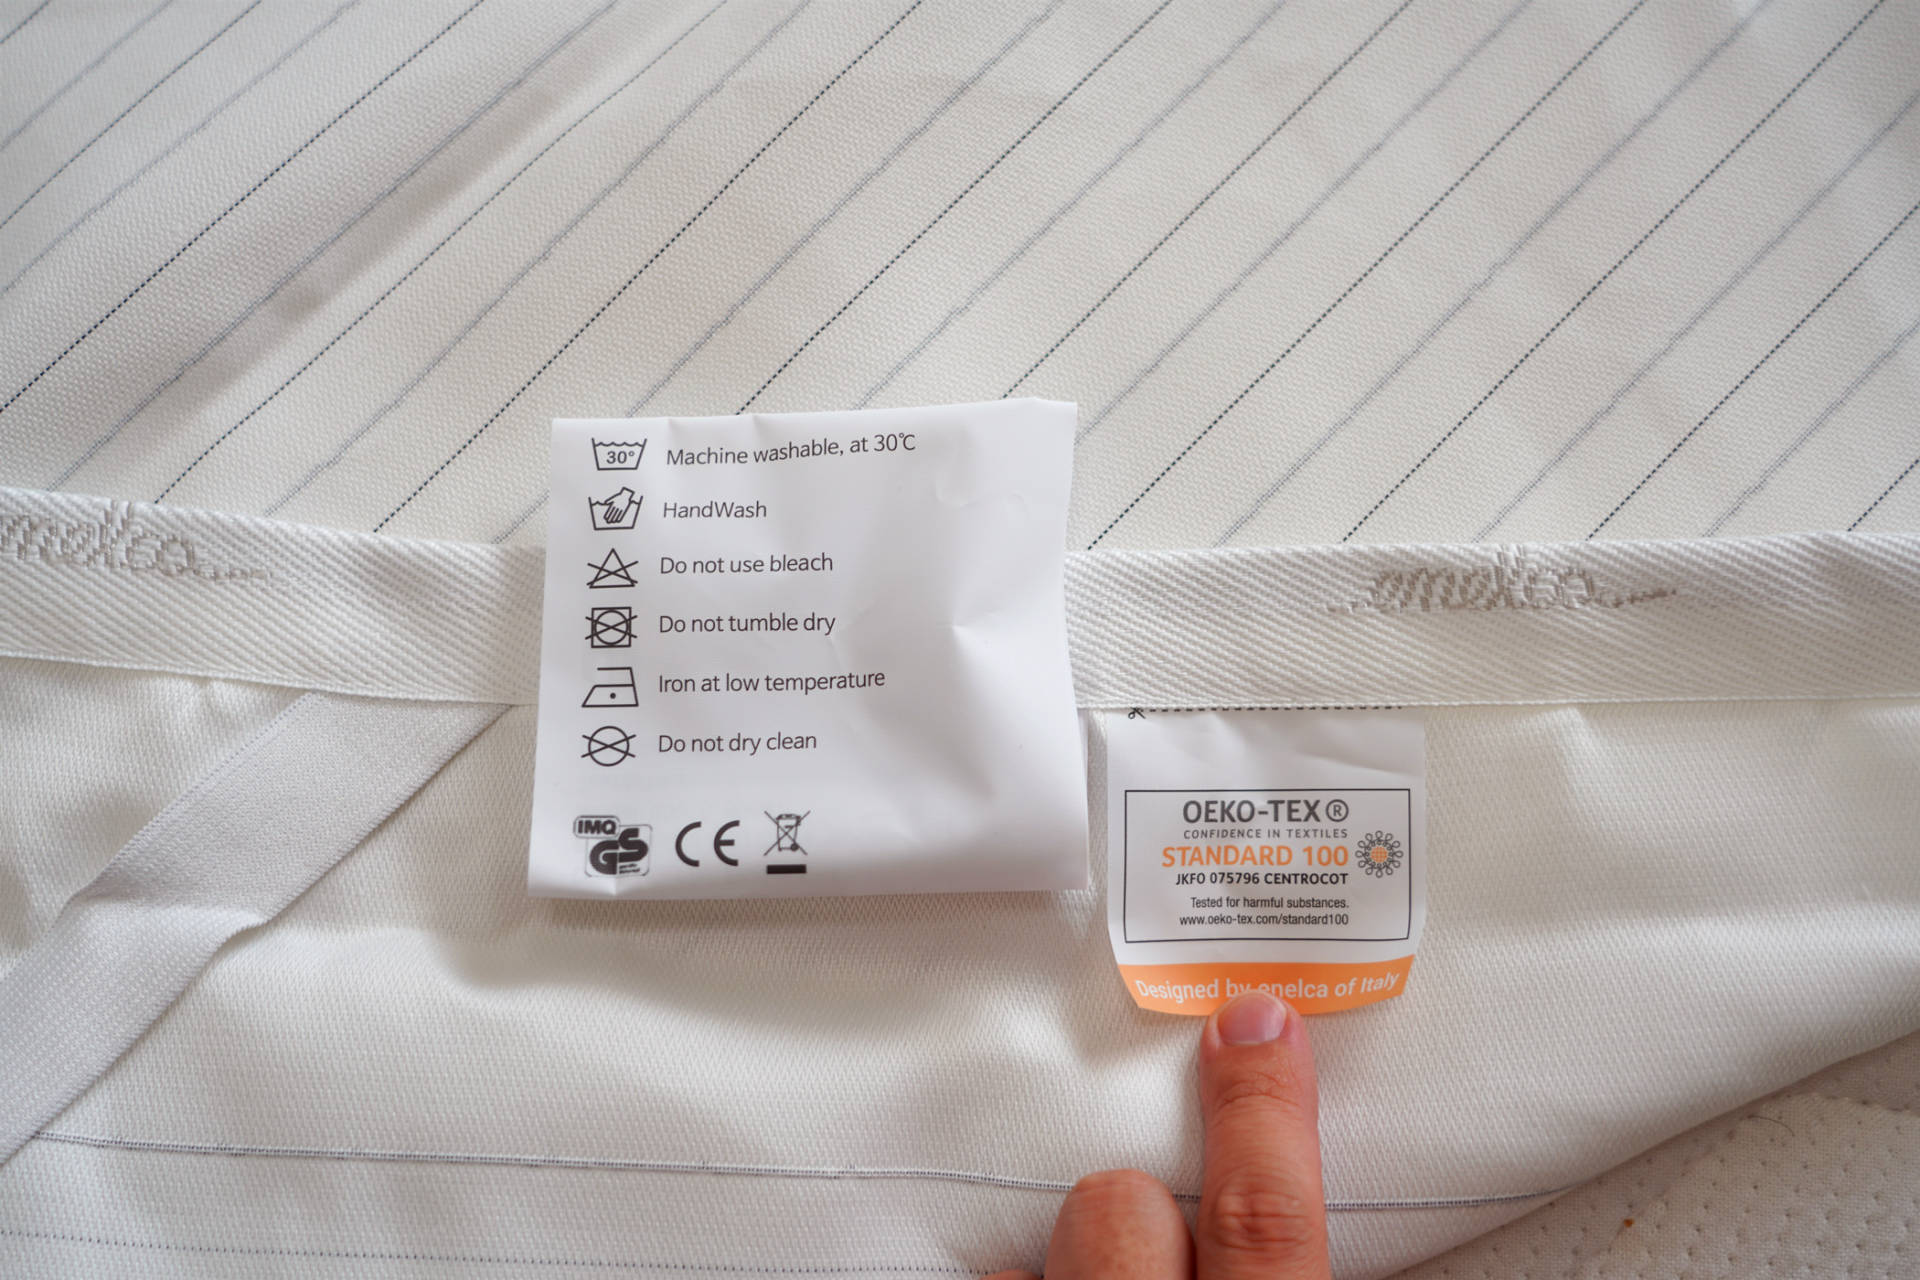 30° Machine washable, at 30℃
HandWash
Do not use bleach
Do not tumble dry
Iron at low temperature
Do not dry clean
IMQ
GS
CE
OEKO-TEX®
CONFIDENCE IN TEXTILES
STANDARD 100
JKFO 075796 CENTROCOT
Tested for harmful substances.
www.oeko-tex.com/standard100
Designed by enelca of Italy